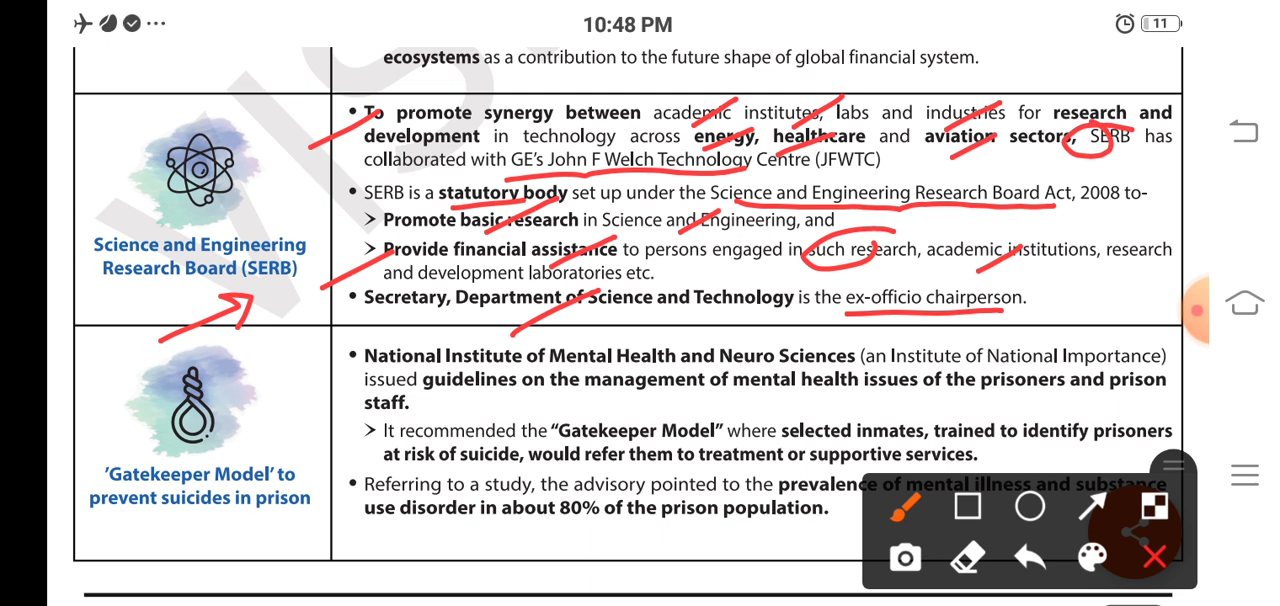 10:48 PM
11
ecosystems as a contribution to the future shape of global financial system.
Science and Engineering
Research Board (SERB)
• To promote synergy between academic institutes, labs and industries for research and
development in technology across energy, healthcare and aviation sectors, SERB has
collaborated with GE's John F Welch Technology Centre (JFWTC)
• SERB is a statutory body set up under the Science and Engineering Research Board Act, 2008 to-
> Promote basic research in Science and Engineering, and
> Provide financial assistance to persons engaged in such research, academic institutions, research
and development laboratories etc.
• Secretary, Department of Science and Technology is the ex-officio chairperson.
'Gatekeeper Model' to
prevent suicides in prison
• National Institute of Mental Health and Neuro Sciences (an Institute of National Importance)
issued guidelines on the management of mental health issues of the prisoners and prison
staff.
> It recommended the "Gatekeeper Model" where selected inmates, trained to identify prisoners
at risk of suicide, would refer them to treatment or supportive services.
• Referring to a study, the advisory pointed to the prevalence of mental illness and substance
use disorder in about 80% of the prison population.
VIS